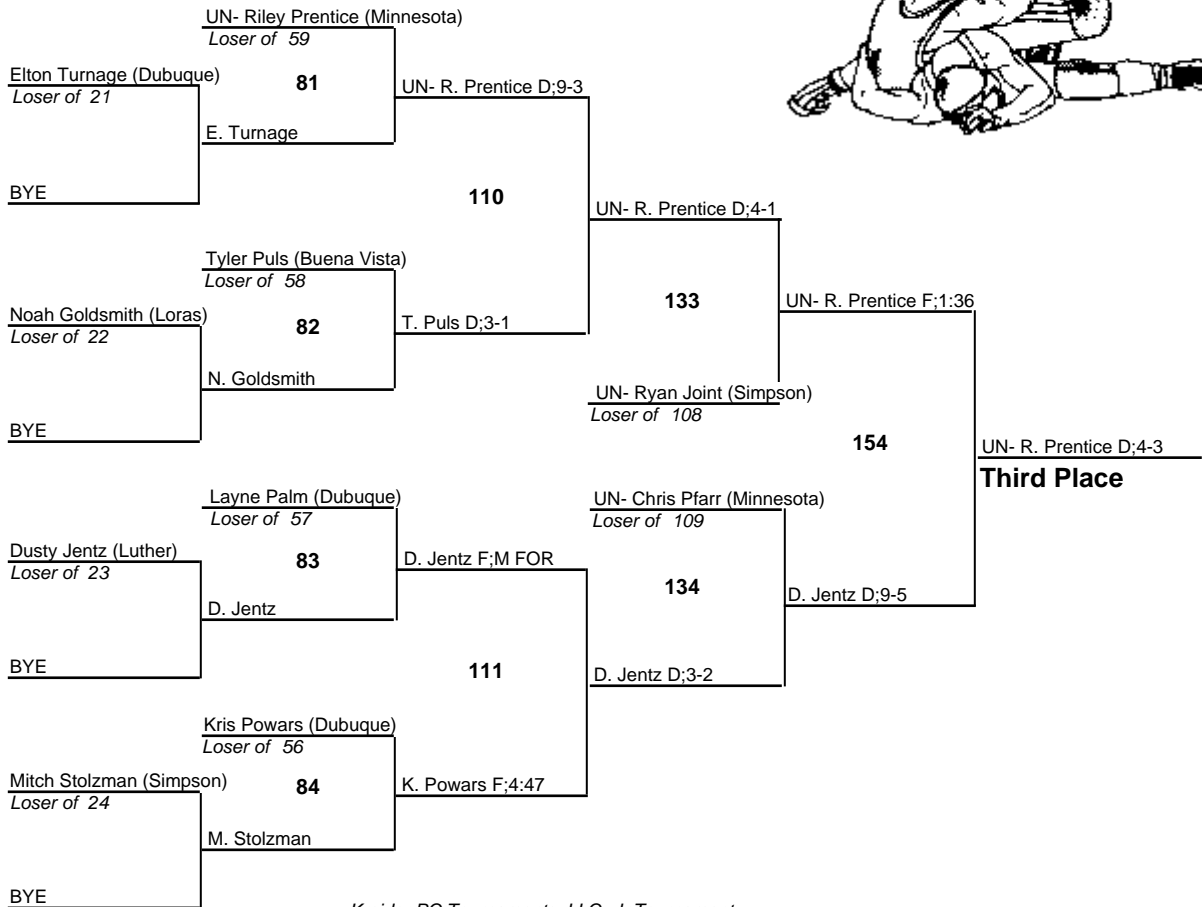 UN- Riley Prentice (Minnesota)
Loser of 59
Elton Turnage (Dubuque)
Loser of 21
81
UN- R. Prentice D;9-3
E. Turnage
BYE
110
UN- R. Prentice D;4-1
Tyler Puls (Buena Vista)
Loser of 58
Noah Goldsmith (Loras)
Loser of 22
82
T. Puls D;3-1
133
UN- R. Prentice F;1:36
N. Goldsmith
UN- Ryan Joint (Simpson)
Loser of 108
BYE
154
UN- R. Prentice D;4-3
Third Place
Layne Palm (Dubuque)
Loser of 57
UN- Chris Pfarr (Minnesota)
Loser of 109
Dusty Jentz (Luther)
Loser of 23
83
D. Jentz F;M FOR
134
D. Jentz D;9-5
D. Jentz
BYE
111
D. Jentz D;3-2
Kris Powars (Dubuque)
Loser of 56
Mitch Stolzman (Simpson)
Loser of 24
84
K. Powars F;4:47
M. Stolzman
BYE